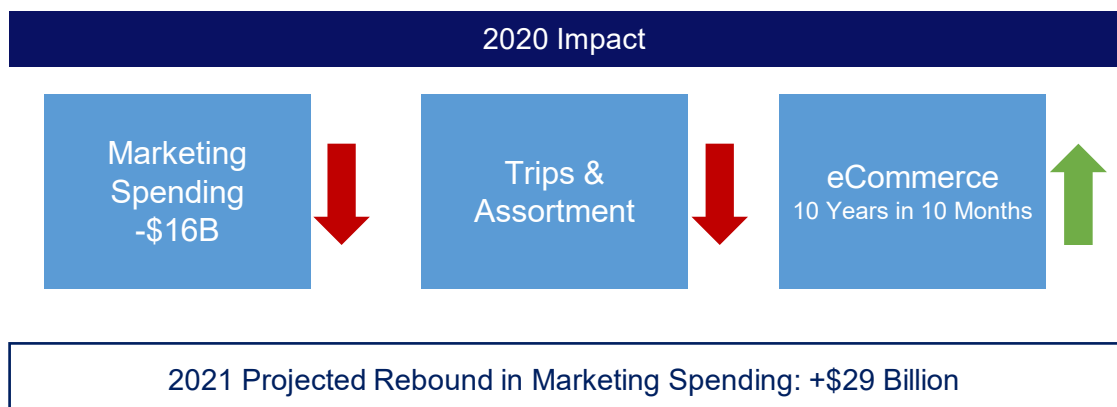 2020 Impact
Marketing
Spending
-$16B
Trips &
Assortment
eCommerce
10 Years in 10 Months
2021 Projected Rebound in Marketing Spending: +$29 Billion